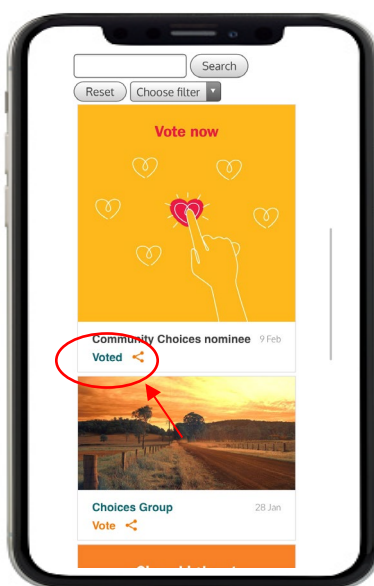 Search
Reset Choose filter
Vote now
Community Choices nominee 9 Feb
Voted
Choices Group 28 Jan
Vote